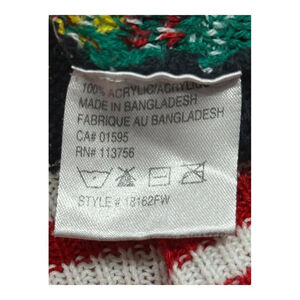 100% ACRYLIC/ACRYLIQUE
MADE IN BANGLADESH
FABRIQUE AU BANGLADESH
CA# 01595
RN# 113756
STYLE # 18162FW